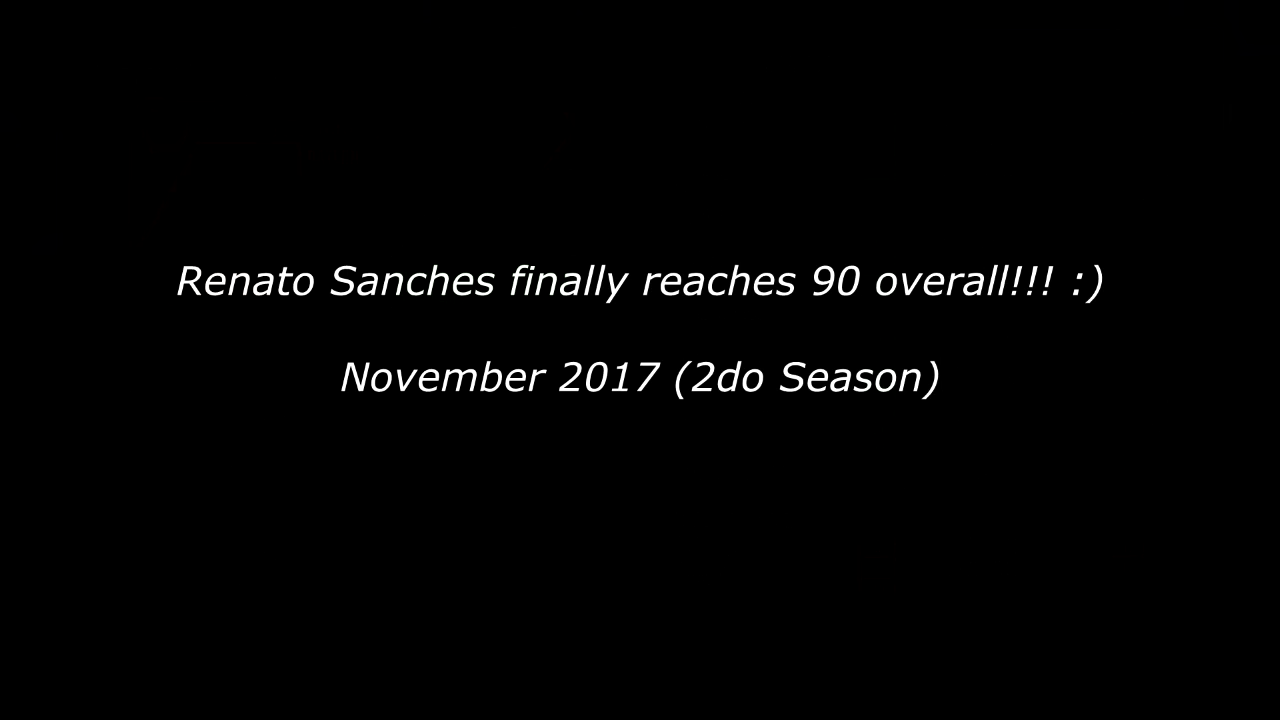 Renato Sanches finally reaches 90 overall!!! :)
November 2017 (2do Season)